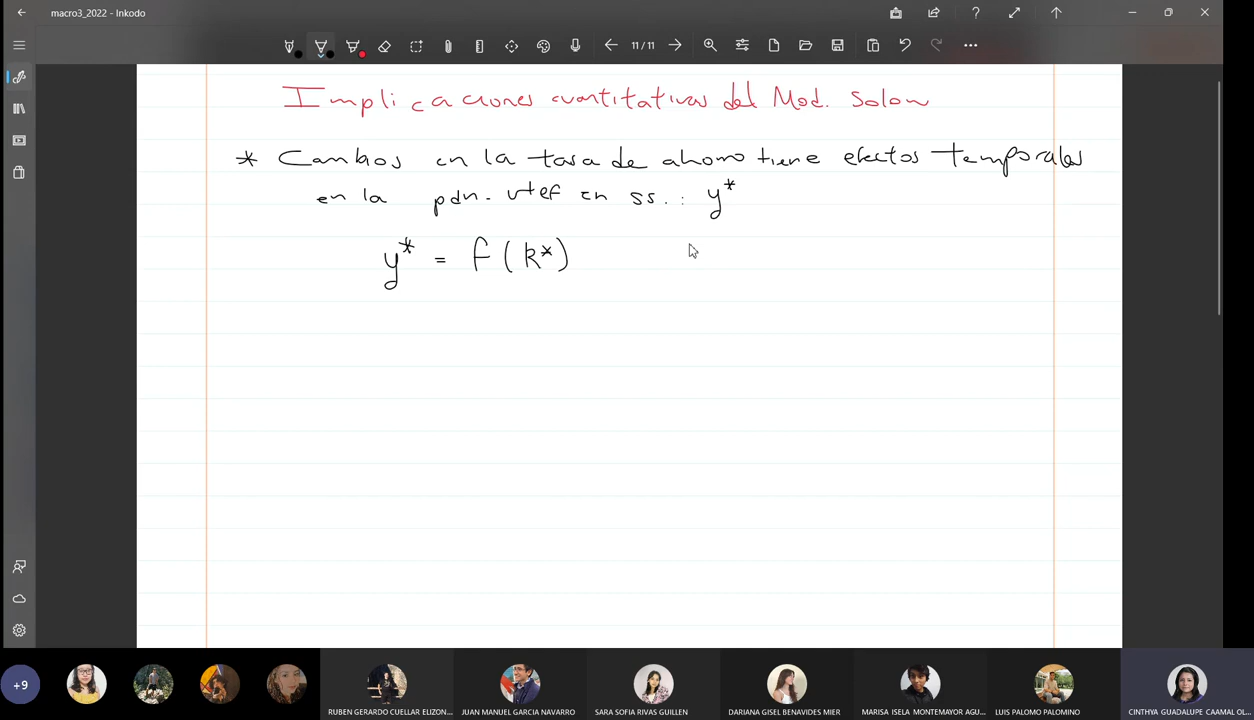 macro3_2022 - Inkodo
11 / 11
Implicaciones cuantitativas del Mod. Solow
* Cambios en la tasa de ahorro tiene efectos temporales
en la pdn. utef en ss. : y*
y* = f(k*)
+9
RUBEN GERARDO CUELLAR ELIZON...
JUAN MANUEL GARCIA NAVARRO
SARA SOFIA RIVAS GUILLEN
DARIANA GISEL BENAVIDES MIER
MARISA ISELA MONTEMAYOR AGU...
LUIS PALOMO PALOMINO
CINTHYA GUADALUPE CAAMAL OL...